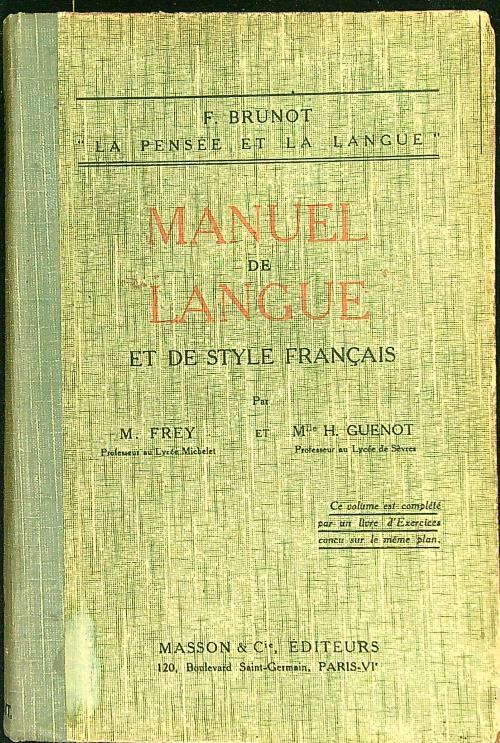 F. BRUNOT
"LA PENSÉE ET LA LANGUE"
MANUEL
DE
LANGUE
ET DE STYLE FRANÇAIS
Par
M. FREY ET Mlle H. GUENOT
Professeur au Lycée Michelet Professeur au Lycée de Sèvres
Ce volume est complété
par un livre d'Exercices
concu sur le même plan.
MASSON & Cie, EDITEURS
120, Boulevard Saint-Germain, PARIS-VIe